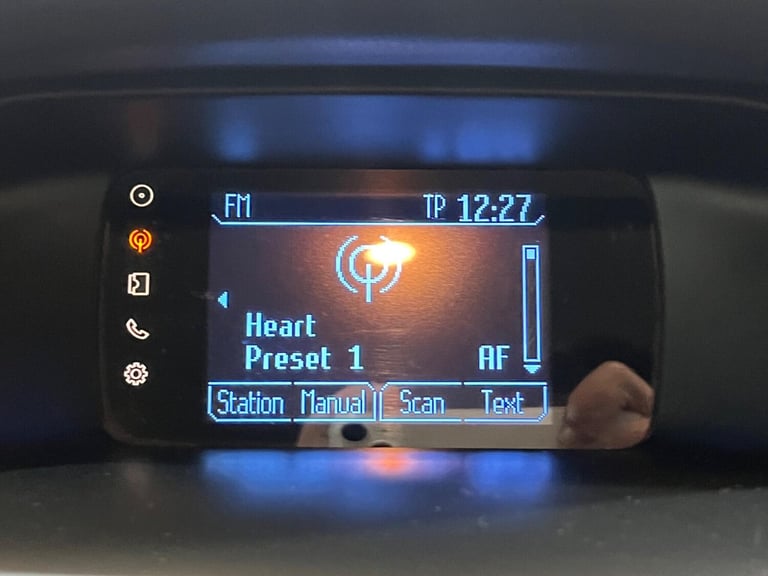 FM TP 12:27
Heart
Preset 1 AF
Station Manual Scan Text